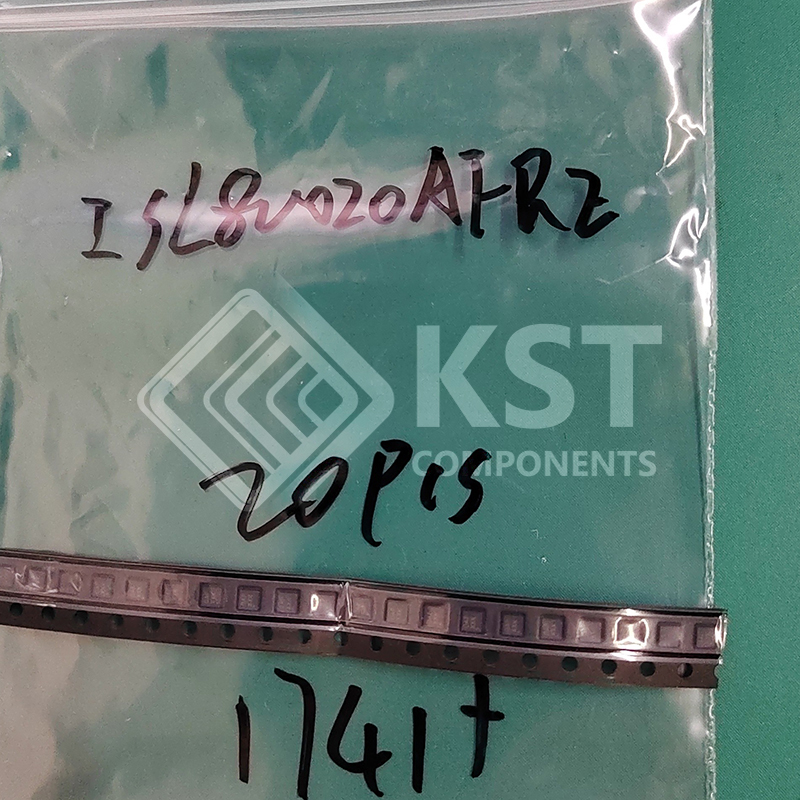 ISL80020AFRZ
KST
COMPONENTS
20PCS
1741+